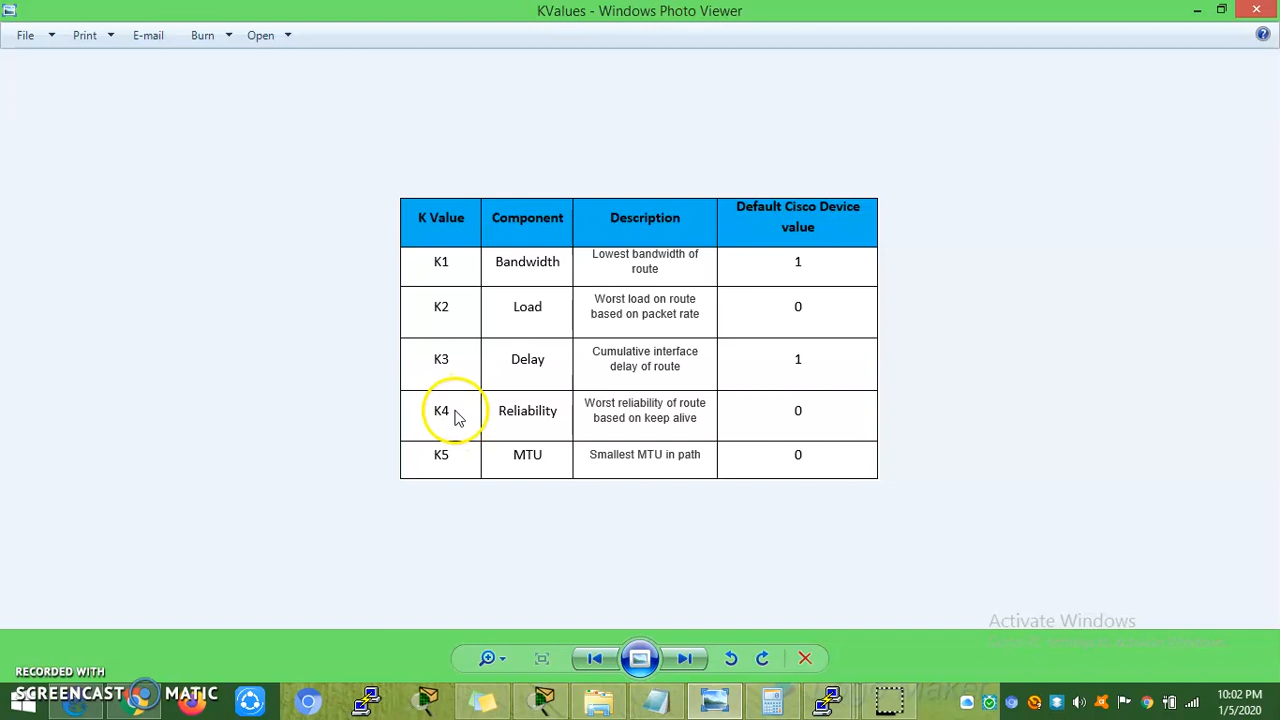 KValues - Windows Photo Viewer
File Print E-mail Burn Open
K Value Component Description Default Cisco Device value
K1 Bandwidth Lowest bandwidth of route 1
K2 Load Worst load on route based on packet rate 0
K3 Delay Cumulative interface delay of route 1
K4 Reliability Worst reliability of route based on keep alive 0
K5 MTU Smallest MTU in path 0
Activate Windows
RECORDED WITH
SCREENCAST MATIC
10:02 PM
1/5/2020